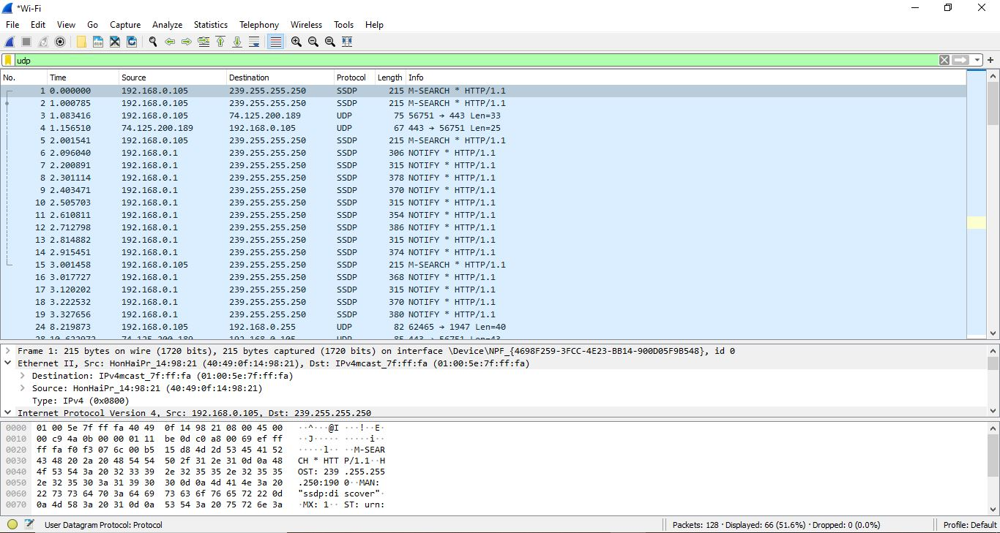 *Wi-Fi
File Edit View Go Capture Analyze Statistics Telephony Wireless Tools Help
udp
No. Time Source Destination Protocol Length Info
1 0.000000 192.168.0.105 239.255.255.250 SSDP 215 M-SEARCH * HTTP/1.1
2 1.000785 192.168.0.105 239.255.255.250 SSDP 215 M-SEARCH * HTTP/1.1
3 1.083416 192.168.0.105 74.125.200.189 UDP 75 56751 → 443 Len=33
4 1.156510 74.125.200.189 192.168.0.105 UDP 67 443 → 56751 Len=25
5 2.001541 192.168.0.105 239.255.255.250 SSDP 215 M-SEARCH * HTTP/1.1
6 2.096040 192.168.0.1 239.255.255.250 SSDP 306 NOTIFY * HTTP/1.1
7 2.200891 192.168.0.1 239.255.255.250 SSDP 315 NOTIFY * HTTP/1.1
8 2.301114 192.168.0.1 239.255.255.250 SSDP 378 NOTIFY * HTTP/1.1
9 2.403471 192.168.0.1 239.255.255.250 SSDP 370 NOTIFY * HTTP/1.1
10 2.505703 192.168.0.1 239.255.255.250 SSDP 315 NOTIFY * HTTP/1.1
11 2.610811 192.168.0.1 239.255.255.250 SSDP 354 NOTIFY * HTTP/1.1
12 2.712798 192.168.0.1 239.255.255.250 SSDP 386 NOTIFY * HTTP/1.1
13 2.814882 192.168.0.1 239.255.255.250 SSDP 315 NOTIFY * HTTP/1.1
14 2.915451 192.168.0.1 239.255.255.250 SSDP 374 NOTIFY * HTTP/1.1
15 3.001458 192.168.0.105 239.255.255.250 SSDP 215 M-SEARCH * HTTP/1.1
16 3.017727 192.168.0.1 239.255.255.250 SSDP 368 NOTIFY * HTTP/1.1
17 3.120202 192.168.0.1 239.255.255.250 SSDP 315 NOTIFY * HTTP/1.1
18 3.222532 192.168.0.1 239.255.255.250 SSDP 370 NOTIFY * HTTP/1.1
19 3.327656 192.168.0.1 239.255.255.250 SSDP 380 NOTIFY * HTTP/1.1
24 8.219873 192.168.0.105 192.168.0.255 UDP 82 62465 → 1947 Len=40
Frame 1: 215 bytes on wire (1720 bits), 215 bytes captured (1720 bits) on interface \Device\NPF_{4698F259-3FCC-4E23-BB14-900D05F9B548}, id 0
Ethernet II, Src: HonHaiPr_14:98:21 (40:49:0f:14:98:21), Dst: IPv4mcast_7f:ff:fa (01:00:5e:7f:ff:fa)
Destination: IPv4mcast_7f:ff:fa (01:00:5e:7f:ff:fa)
Source: HonHaiPr_14:98:21 (40:49:0f:14:98:21)
Type: IPv4 (0x0800)
Internet Protocol Version 4, Src: 192.168.0.105, Dst: 239.255.255.250
0000 01 00 5e 7f ff fa 40 49 0f 14 98 21 08 00 45 00 ··^···@I ···!··E·
0010 00 c9 4a 0b 00 00 01 11 be 0d c0 a8 00 69 ef ff ··J····· ·····i··
0020 ff fa f0 f3 07 6c 00 b5 15 d8 4d 2d 53 45 41 52 ·····l·· ··M-SEAR
0030 43 48 20 2a 20 48 54 54 50 2f 31 2e 31 0d 0a 48 CH * HTT P/1.1··H
0040 4f 53 54 3a 20 32 33 39 2e 32 35 35 2e 32 35 35 OST: 239 .255.255
0050 2e 32 35 30 3a 31 39 30 30 0d 0a 4d 41 4e 3a 20 .250:190 0··MAN:
0060 22 73 73 64 70 3a 64 69 73 63 6f 76 65 72 22 0d "ssdp:di scover"·
0070 0a 4d 58 3a 20 31 0d 0a 53 54 3a 20 75 72 6e 3a ·MX: 1·· ST: urn:
User Datagram Protocol: Protocol Packets: 128 · Displayed: 66 (51.6%) · Dropped: 0 (0.0%) Profile: Default